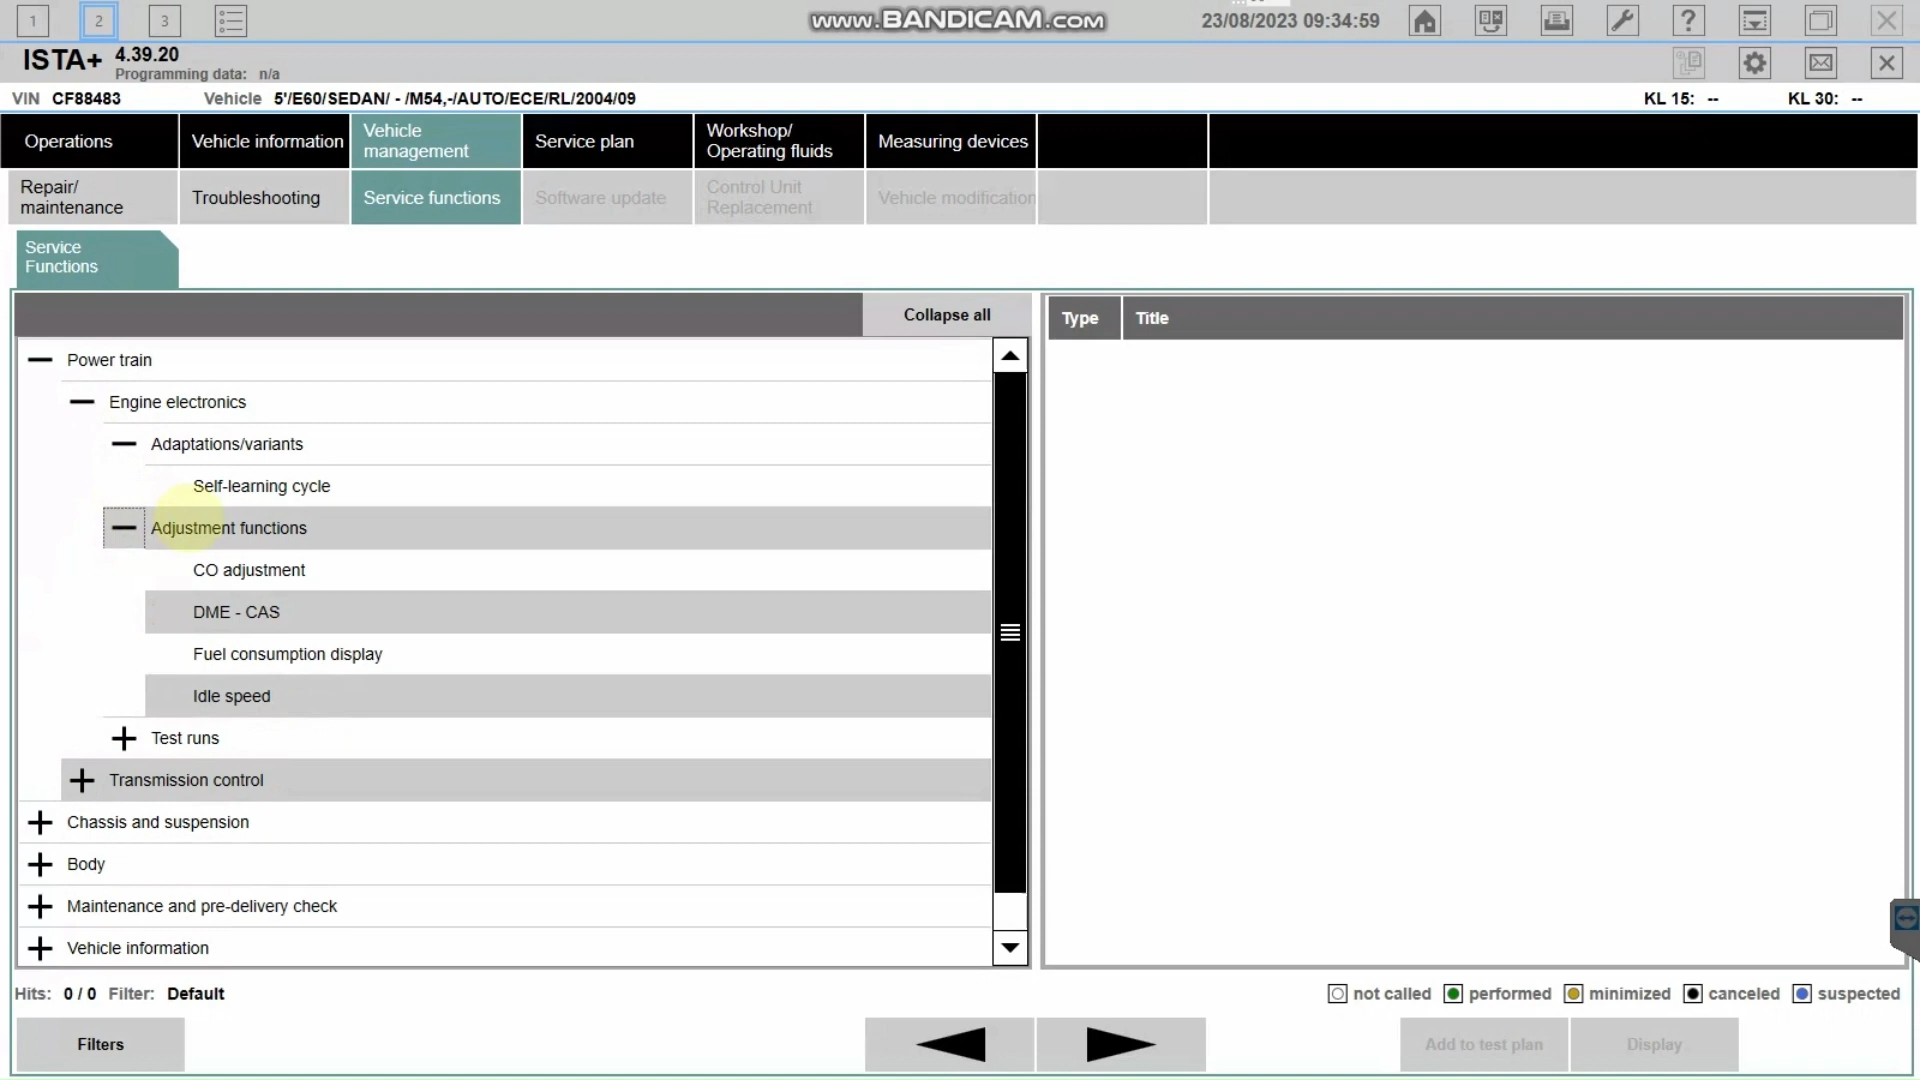 1
2
3
www.BANDICAM.com
23/08/2023 09:34:59
?
ISTA+
4.39.20
Programming data: n/a
VIN CF88483
Vehicle 5'/E60/SEDAN/ - /M54,-/AUTO/ECE/RL/2004/09
KL 15: --
KL 30: --
Operations
Vehicle information
Vehicle
management
Service plan
Workshop/
Operating fluids
Measuring devices
Repair/
maintenance
Troubleshooting
Service functions
Software update
Control Unit
Replacement
Vehicle modification
Service
Functions
Collapse all
Type
Title
Power train
Engine electronics
Adaptations/variants
Self-learning cycle
Adjustment functions
CO adjustment
DME - CAS
Fuel consumption display
Idle speed
Test runs
Transmission control
Chassis and suspension
Body
Maintenance and pre-delivery check
Vehicle information
Hits: 0 / 0 Filter: Default
not called
performed
minimized
canceled
suspected
Filters
Add to test plan
Display